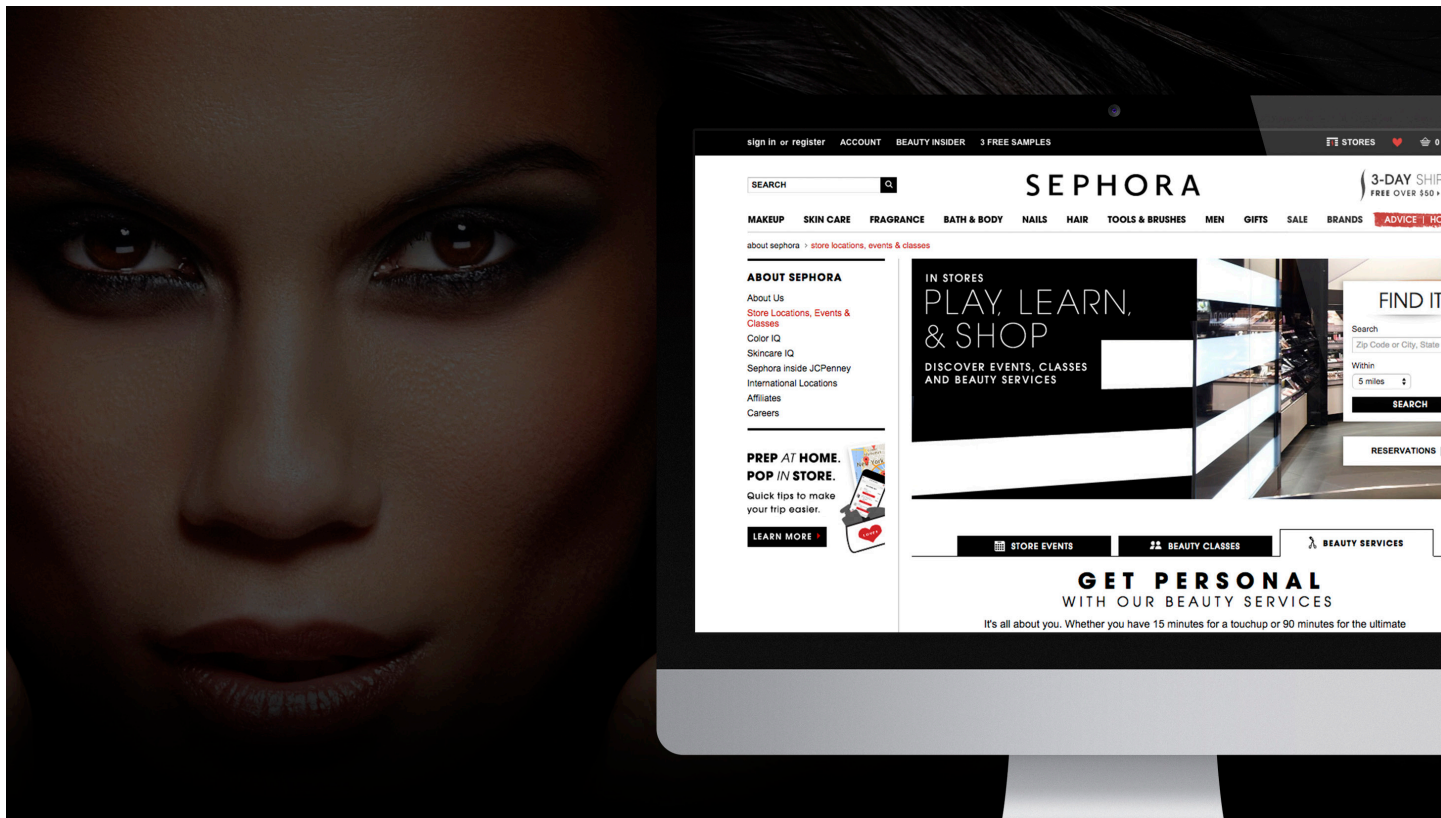 sign in or register ACCOUNT BEAUTY INSIDER 3 FREE SAMPLES STORES 0
SEARCH
SEPHORA
3-DAY SHIP
FREE OVER $50
MAKEUP SKIN CARE FRAGRANCE BATH & BODY NAILS HAIR TOOLS & BRUSHES MEN GIFTS SALE BRANDS ADVICE | HO
about sephora > store locations, events & classes
ABOUT SEPHORA
About Us
Store Locations, Events &
Classes
Color IQ
Skincare IQ
Sephora inside JCPenney
International Locations
Affiliates
Careers
PREP AT HOME.
POP IN STORE.
Quick tips to make
your trip easier.
LEARN MORE
New York
IN STORES
PLAY, LEARN,
& SHOP
DISCOVER EVENTS, CLASSES
AND BEAUTY SERVICES
FIND IT
Search
Zip Code or City, State
Within
5 miles
SEARCH
RESERVATIONS
STORE EVENTS
BEAUTY CLASSES
BEAUTY SERVICES
GET PERSONAL
WITH OUR BEAUTY SERVICES
It's all about you. Whether you have 15 minutes for a touchup or 90 minutes for the ultimate